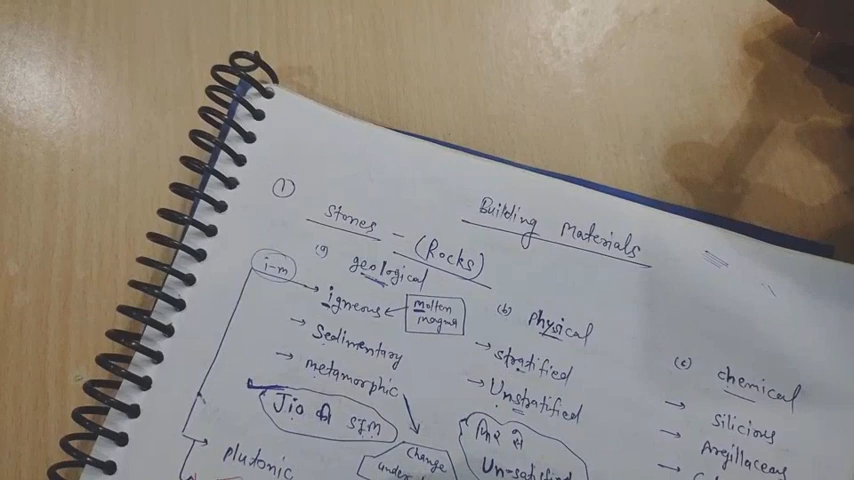 Building Materials
①
Stones - (Rocks)
(a) geological
i-m
→ igneous ← molten magma
→ Sedimentary
→ metamorphic
Jio की SIM
change
under
plutonic
(b) Physical
→ stratified
→ Unstratified
फिर से
Un-satisfied
(c) chemical
→ Silicious
→ Argillaceous